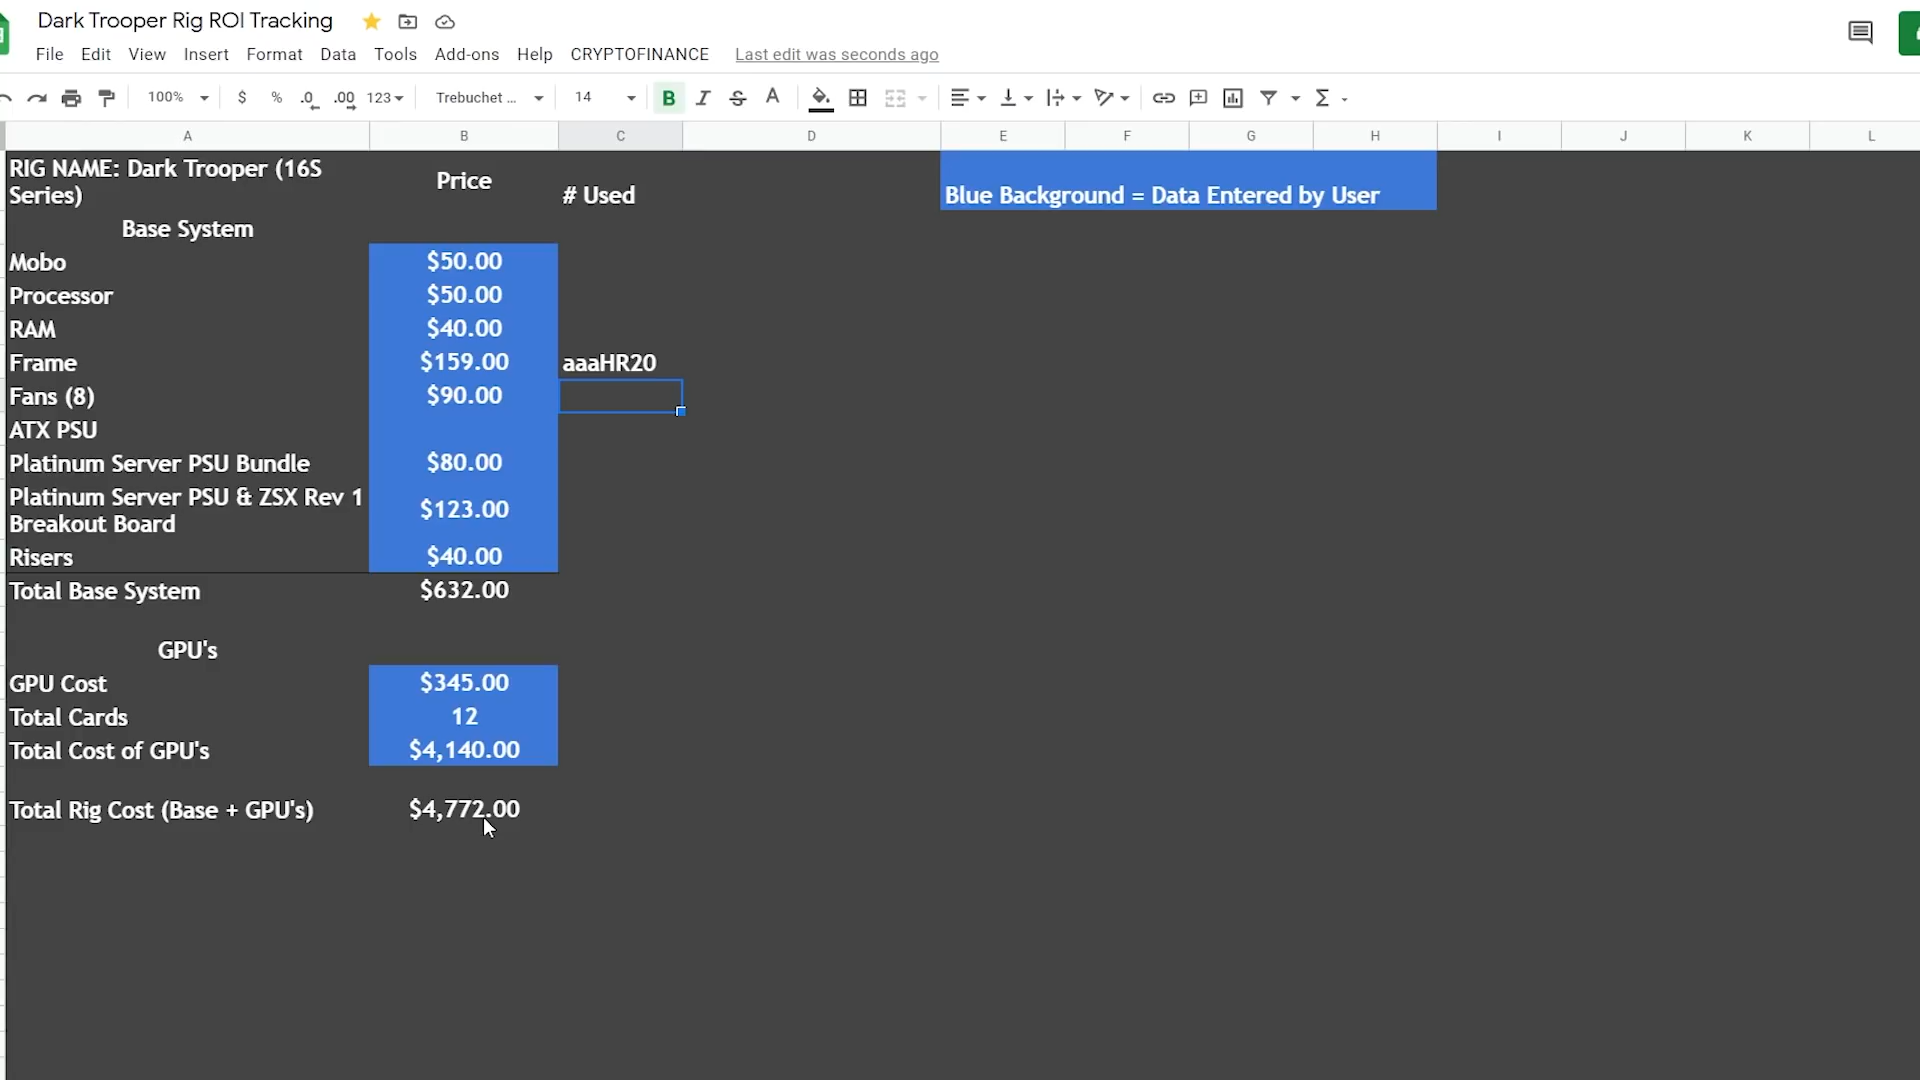 Dark Trooper Rig ROI Tracking
File Edit View Insert Format Data Tools Add-ons Help CRYPTOFINANCE Last edit was seconds ago
100% $ % .0 .00 123 Trebuchet ... 14 B I S A Σ
A B C D E F G H I J K L
RIG NAME: Dark Trooper (16S
Series)
Price
# Used
Blue Background = Data Entered by User
Base System
Mobo $50.00
Processor $50.00
RAM $40.00
Frame $159.00 aaaHR20
Fans (8) $90.00
ATX PSU
Platinum Server PSU Bundle $80.00
Platinum Server PSU & ZSX Rev 1
Breakout Board
$123.00
Risers $40.00
Total Base System $632.00
GPU's
GPU Cost $345.00
Total Cards 12
Total Cost of GPU's $4,140.00
Total Rig Cost (Base + GPU's) $4,772.00